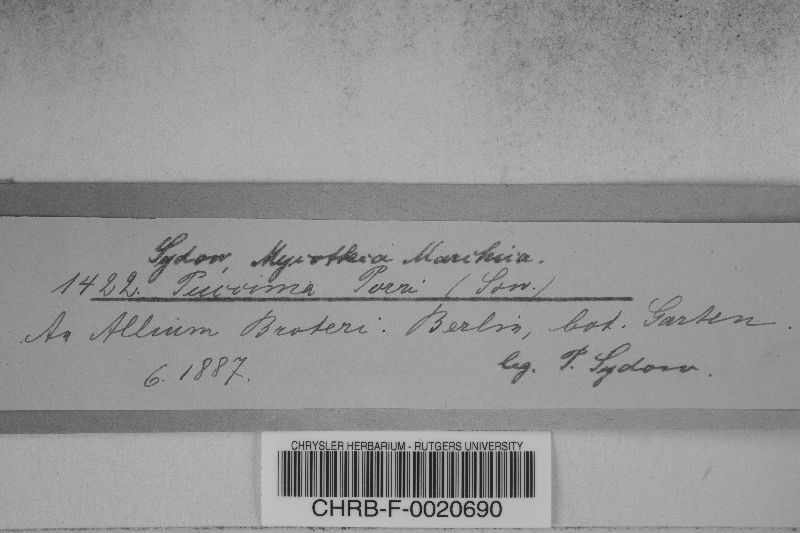 Sydow, Mycotheca Marchica.
1422. Puccinia Porri (Sow.)
An Allium Broteri. Berlin, bot. Garten.
6. 1887. leg. P. Sydow.
CHRYSLER HERBARIUM - RUTGERS UNIVERSITY
CHRB-F-0020690